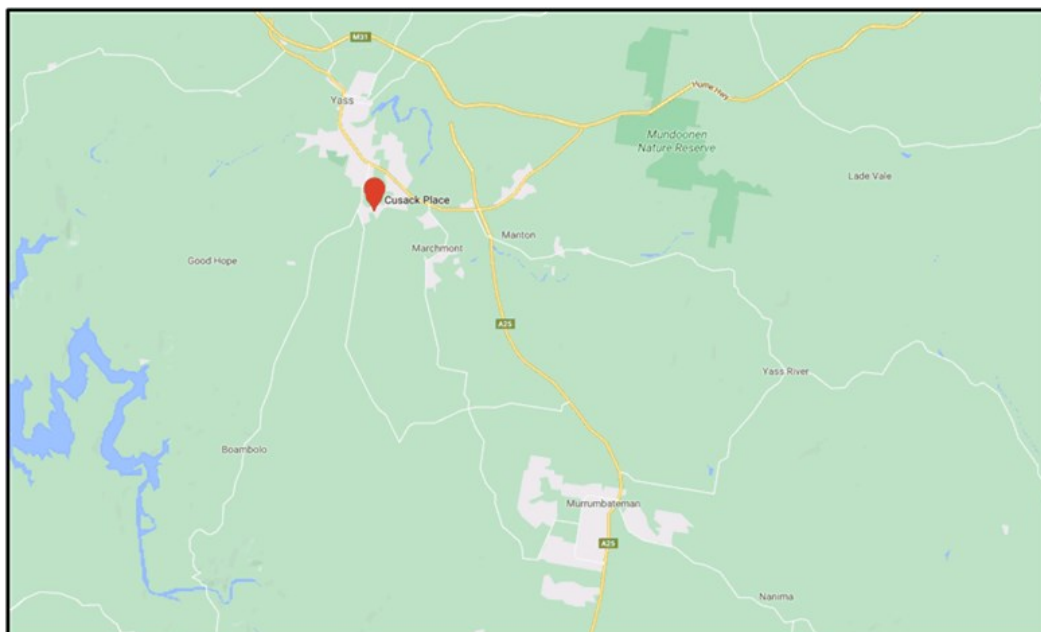 M31
Yass
Hume Hwy
Mundoonen
Nature Reserve
Lade Vale
Cusack Place
Manton
Marchmont
Good Hope
A25
Yass River
Boambolo
Murrumbateman
A25
Nanima